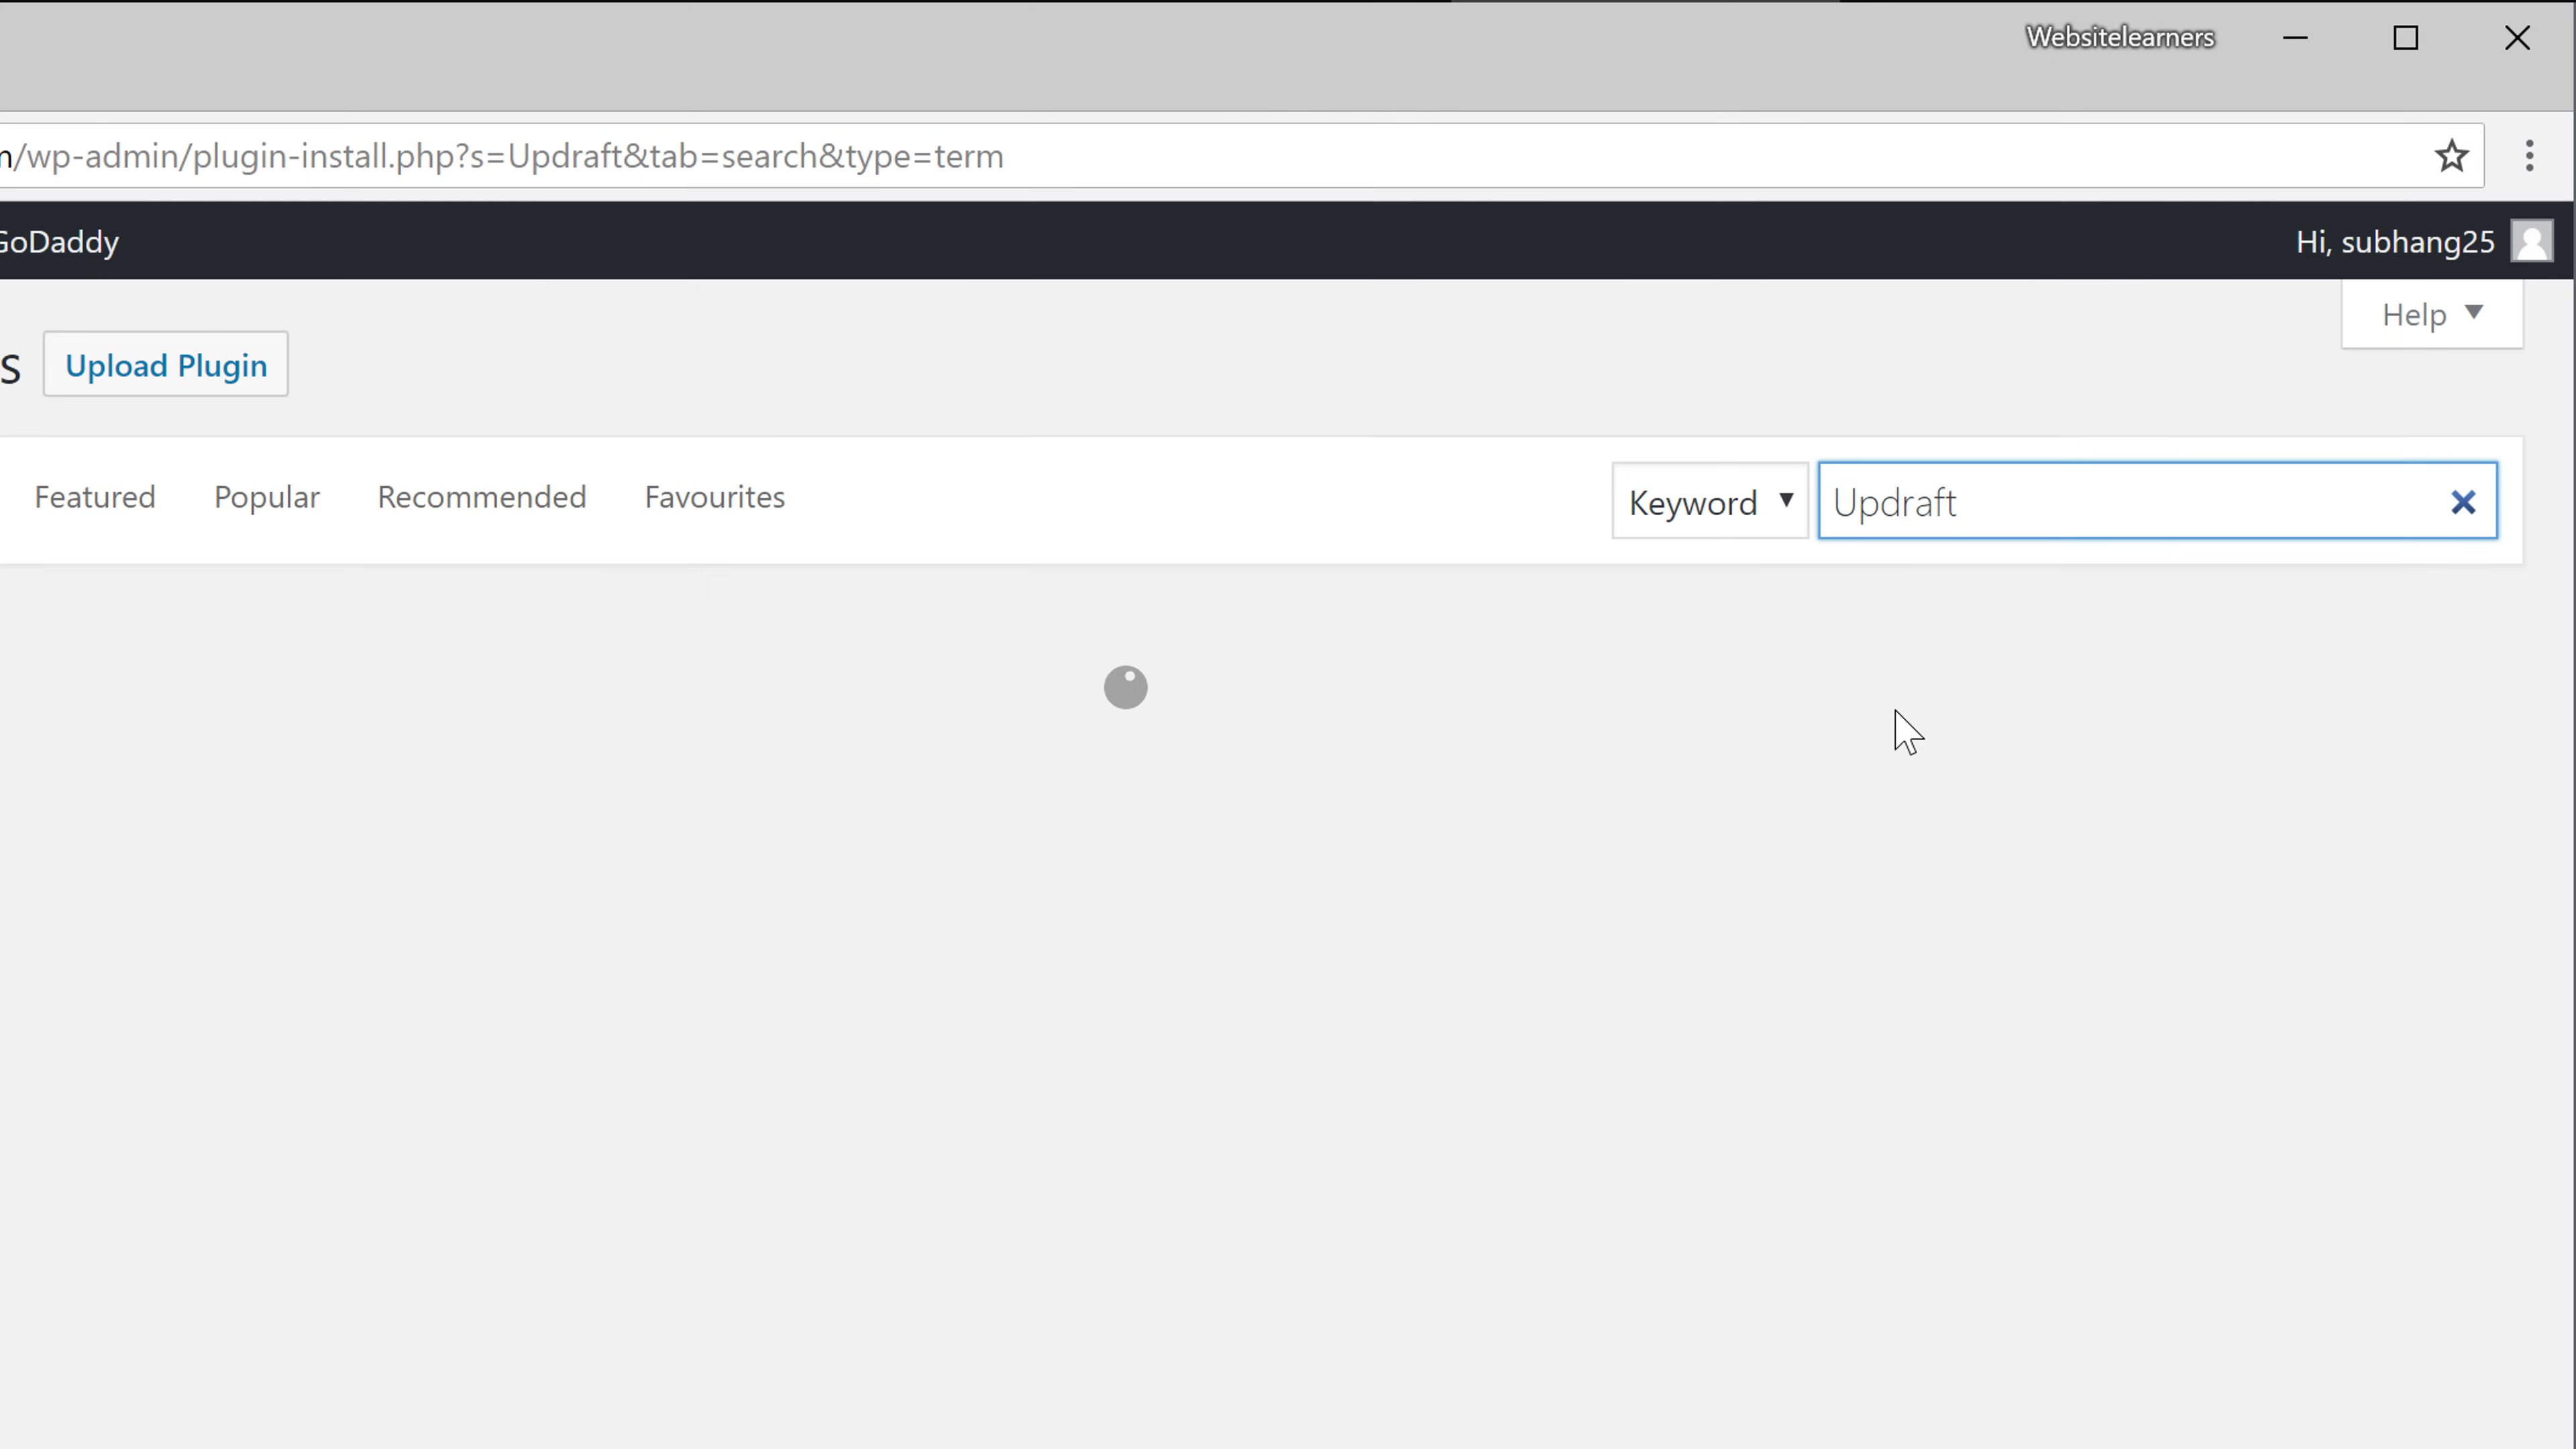 Websitelearners
/wp-admin/plugin-install.php?s=Updraft&tab=search&type=term
GoDaddy
Hi, subhang25
Help
s Upload Plugin
Featured Popular Recommended Favourites Keyword Updraft